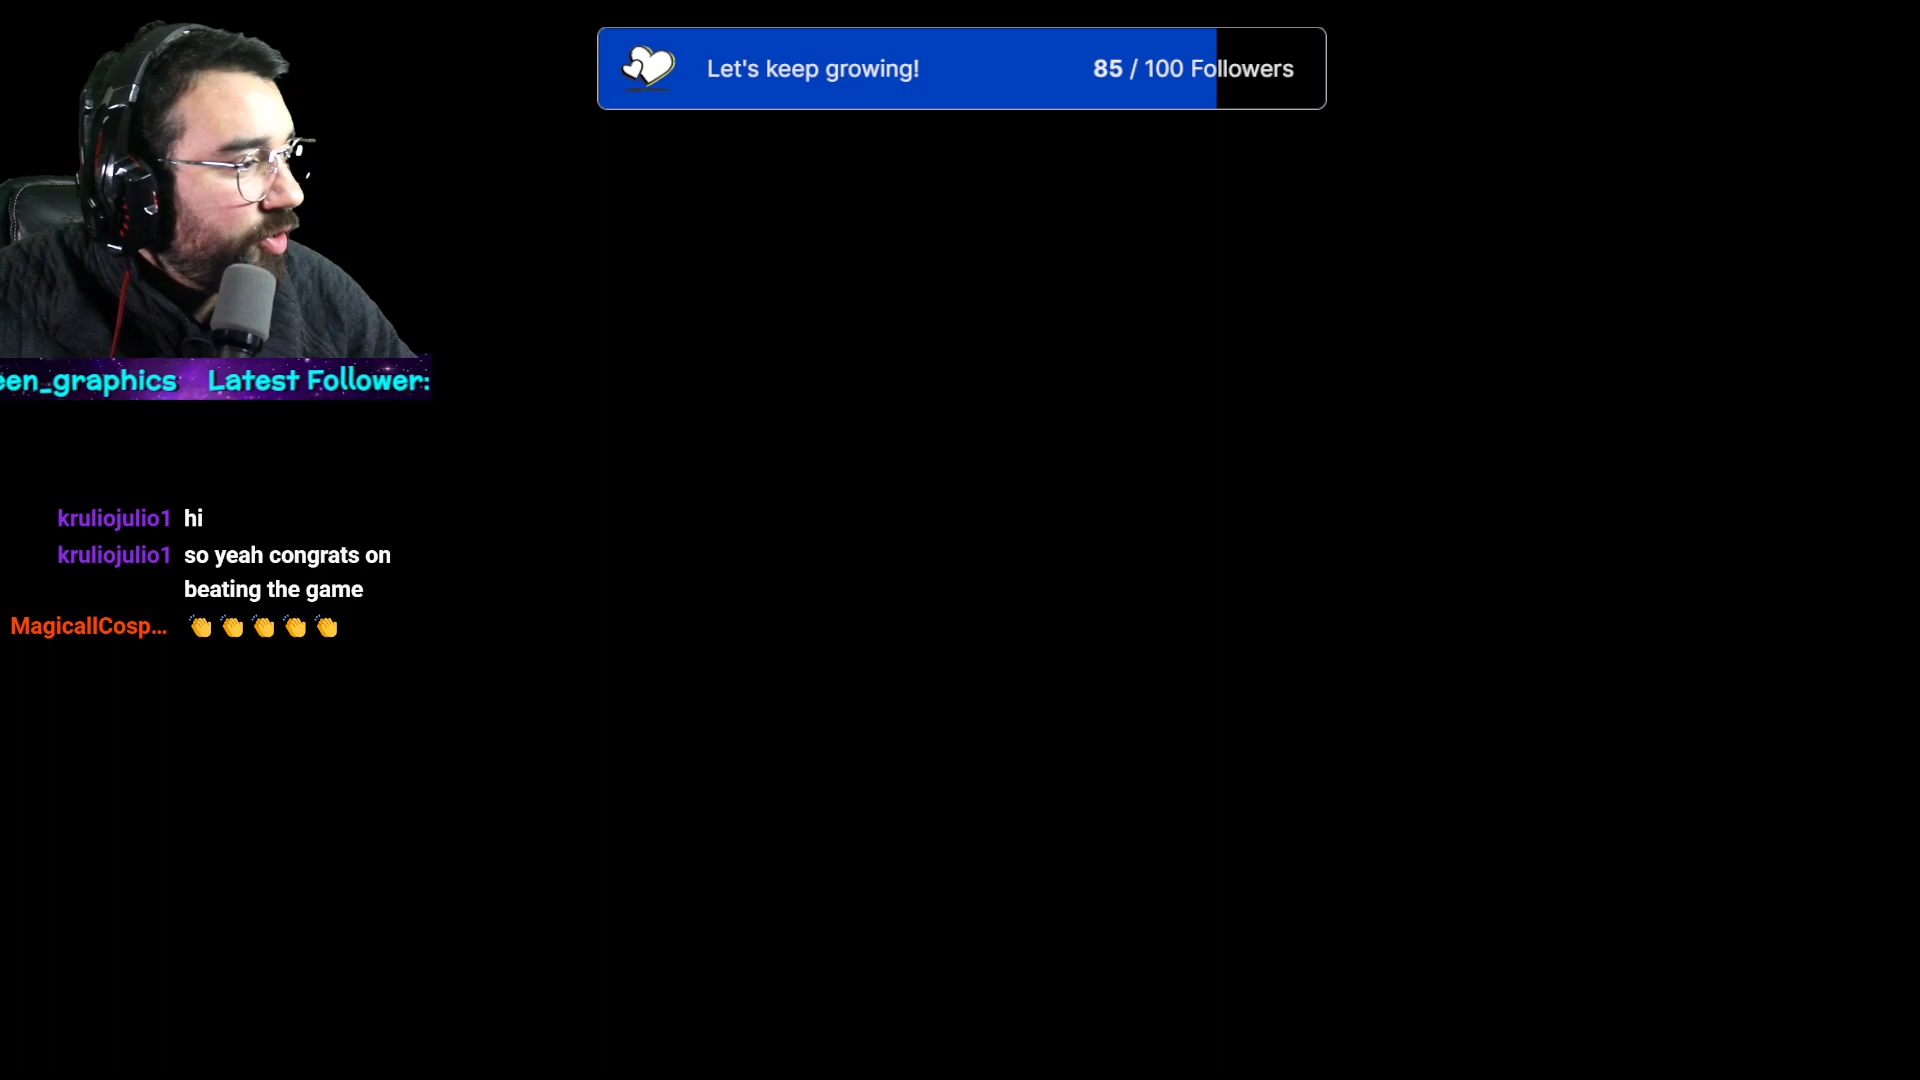 Let's keep growing! 85 / 100 Followers
een_graphics Latest Follower:
kruliojulio1 hi
kruliojulio1 so yeah congrats on
beating the game
MagicallCosp... 👏👏👏👏👏